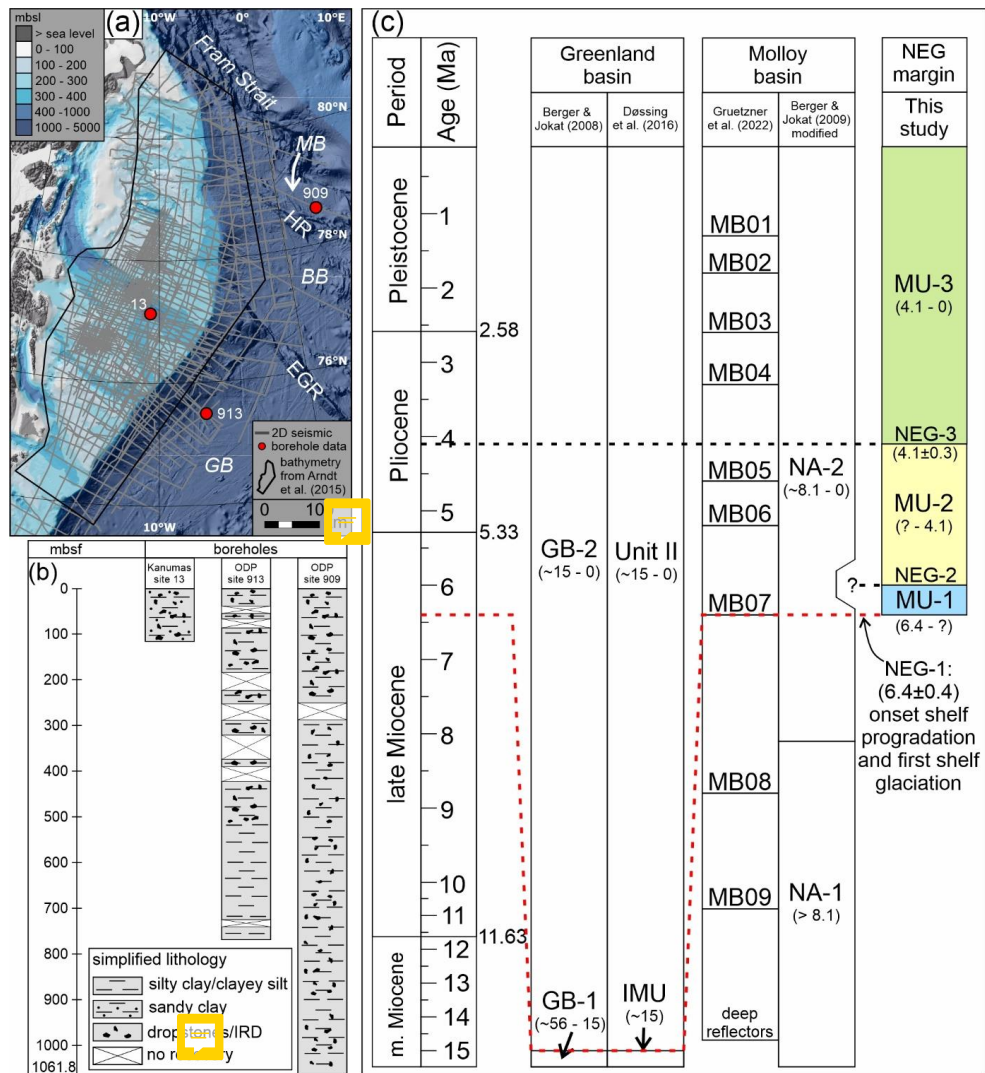 (a)
mbsl
> sea level
0 - 100
100 - 200
200 - 300
300 - 400
400 -1000
1000 - 5000
10°W
0°
Fram Strait
80°N
MB
909
HR
78°N
BB
13
76°N
EGR
913
GB
10°W
2D seismic
borehole data
bathymetry
from Arndt
et al. (2015)
0
(b)
mbsf
boreholes
Kanumas
site 13
ODP
site 913
ODP
site 909
0
100
200
300
400
500
600
700
800
900
1000
1061.8
simplified lithology
silty clay/clayey silt
sandy clay
(c)
Period
Age (Ma)
Greenland
basin
Berger &
Jokat (2008)
Døssing
et al. (2016)
Molloy
basin
Gruetzner
et al. 2022)
Berger &
Jokat (2009)
modified
NEG
margin
This
study
Pleistocene
Pliocene
late Miocene
m. Miocene
1
2
2.58
3
4
5
5.33
6
7
8
9
10
11
11.63
12
13
14
15
GB-2
(~15 - 0)
Unit II
(~15 - 0)
GB-1
(~56 - 15)
IMU
(~15)
MB01
MB02
MB03
MB04
MB05
MB06
MB07
MB08
MB09
deep
reflectors
NA-2
(~8.1 - 0)
NA-1
(> 8.1)
MU-3
(4.1 - 0)
NEG-3
(4.1±0.3)
MU-2
(? - 4.1)
NEG-2
?
MU-1
(6.4 - ?)
NEG-1:
(6.4±0.4)
onset shelf
progradation
and first shelf
glaciation